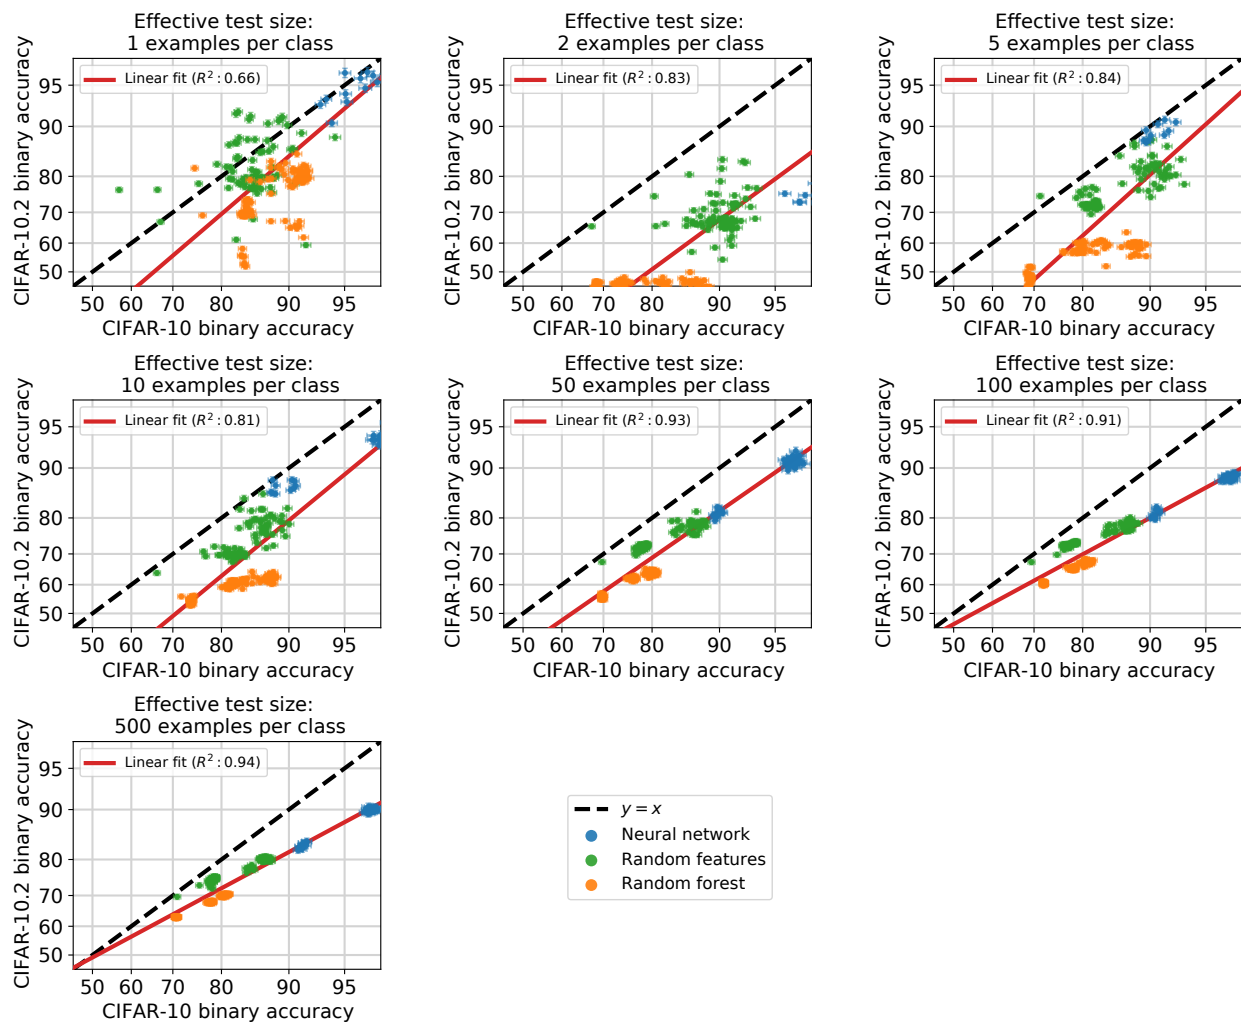 Effective test size:
1 examples per class
CIFAR-10.2 binary accuracy
Linear fit (R² : 0.66)
95
90
80
70
60
50
50 60 70 80 90 95
CIFAR-10 binary accuracy
Effective test size:
2 examples per class
CIFAR-10.2 binary accuracy
Linear fit (R² : 0.83)
95
90
80
70
60
50
50 60 70 80 90 95
CIFAR-10 binary accuracy
Effective test size:
5 examples per class
CIFAR-10.2 binary accuracy
Linear fit (R² : 0.84)
95
90
80
70
60
50
50 60 70 80 90 95
CIFAR-10 binary accuracy
Effective test size:
10 examples per class
CIFAR-10.2 binary accuracy
Linear fit (R² : 0.81)
95
90
80
70
60
50
50 60 70 80 90 95
CIFAR-10 binary accuracy
Effective test size:
50 examples per class
CIFAR-10.2 binary accuracy
Linear fit (R² : 0.93)
95
90
80
70
60
50
50 60 70 80 90 95
CIFAR-10 binary accuracy
Effective test size:
100 examples per class
CIFAR-10.2 binary accuracy
Linear fit (R² : 0.91)
95
90
80
70
60
50
50 60 70 80 90 95
CIFAR-10 binary accuracy
Effective test size:
500 examples per class
CIFAR-10.2 binary accuracy
Linear fit (R² : 0.94)
95
90
80
70
60
50
50 60 70 80 90 95
CIFAR-10 binary accuracy
y = x
Neural network
Random features
Random forest